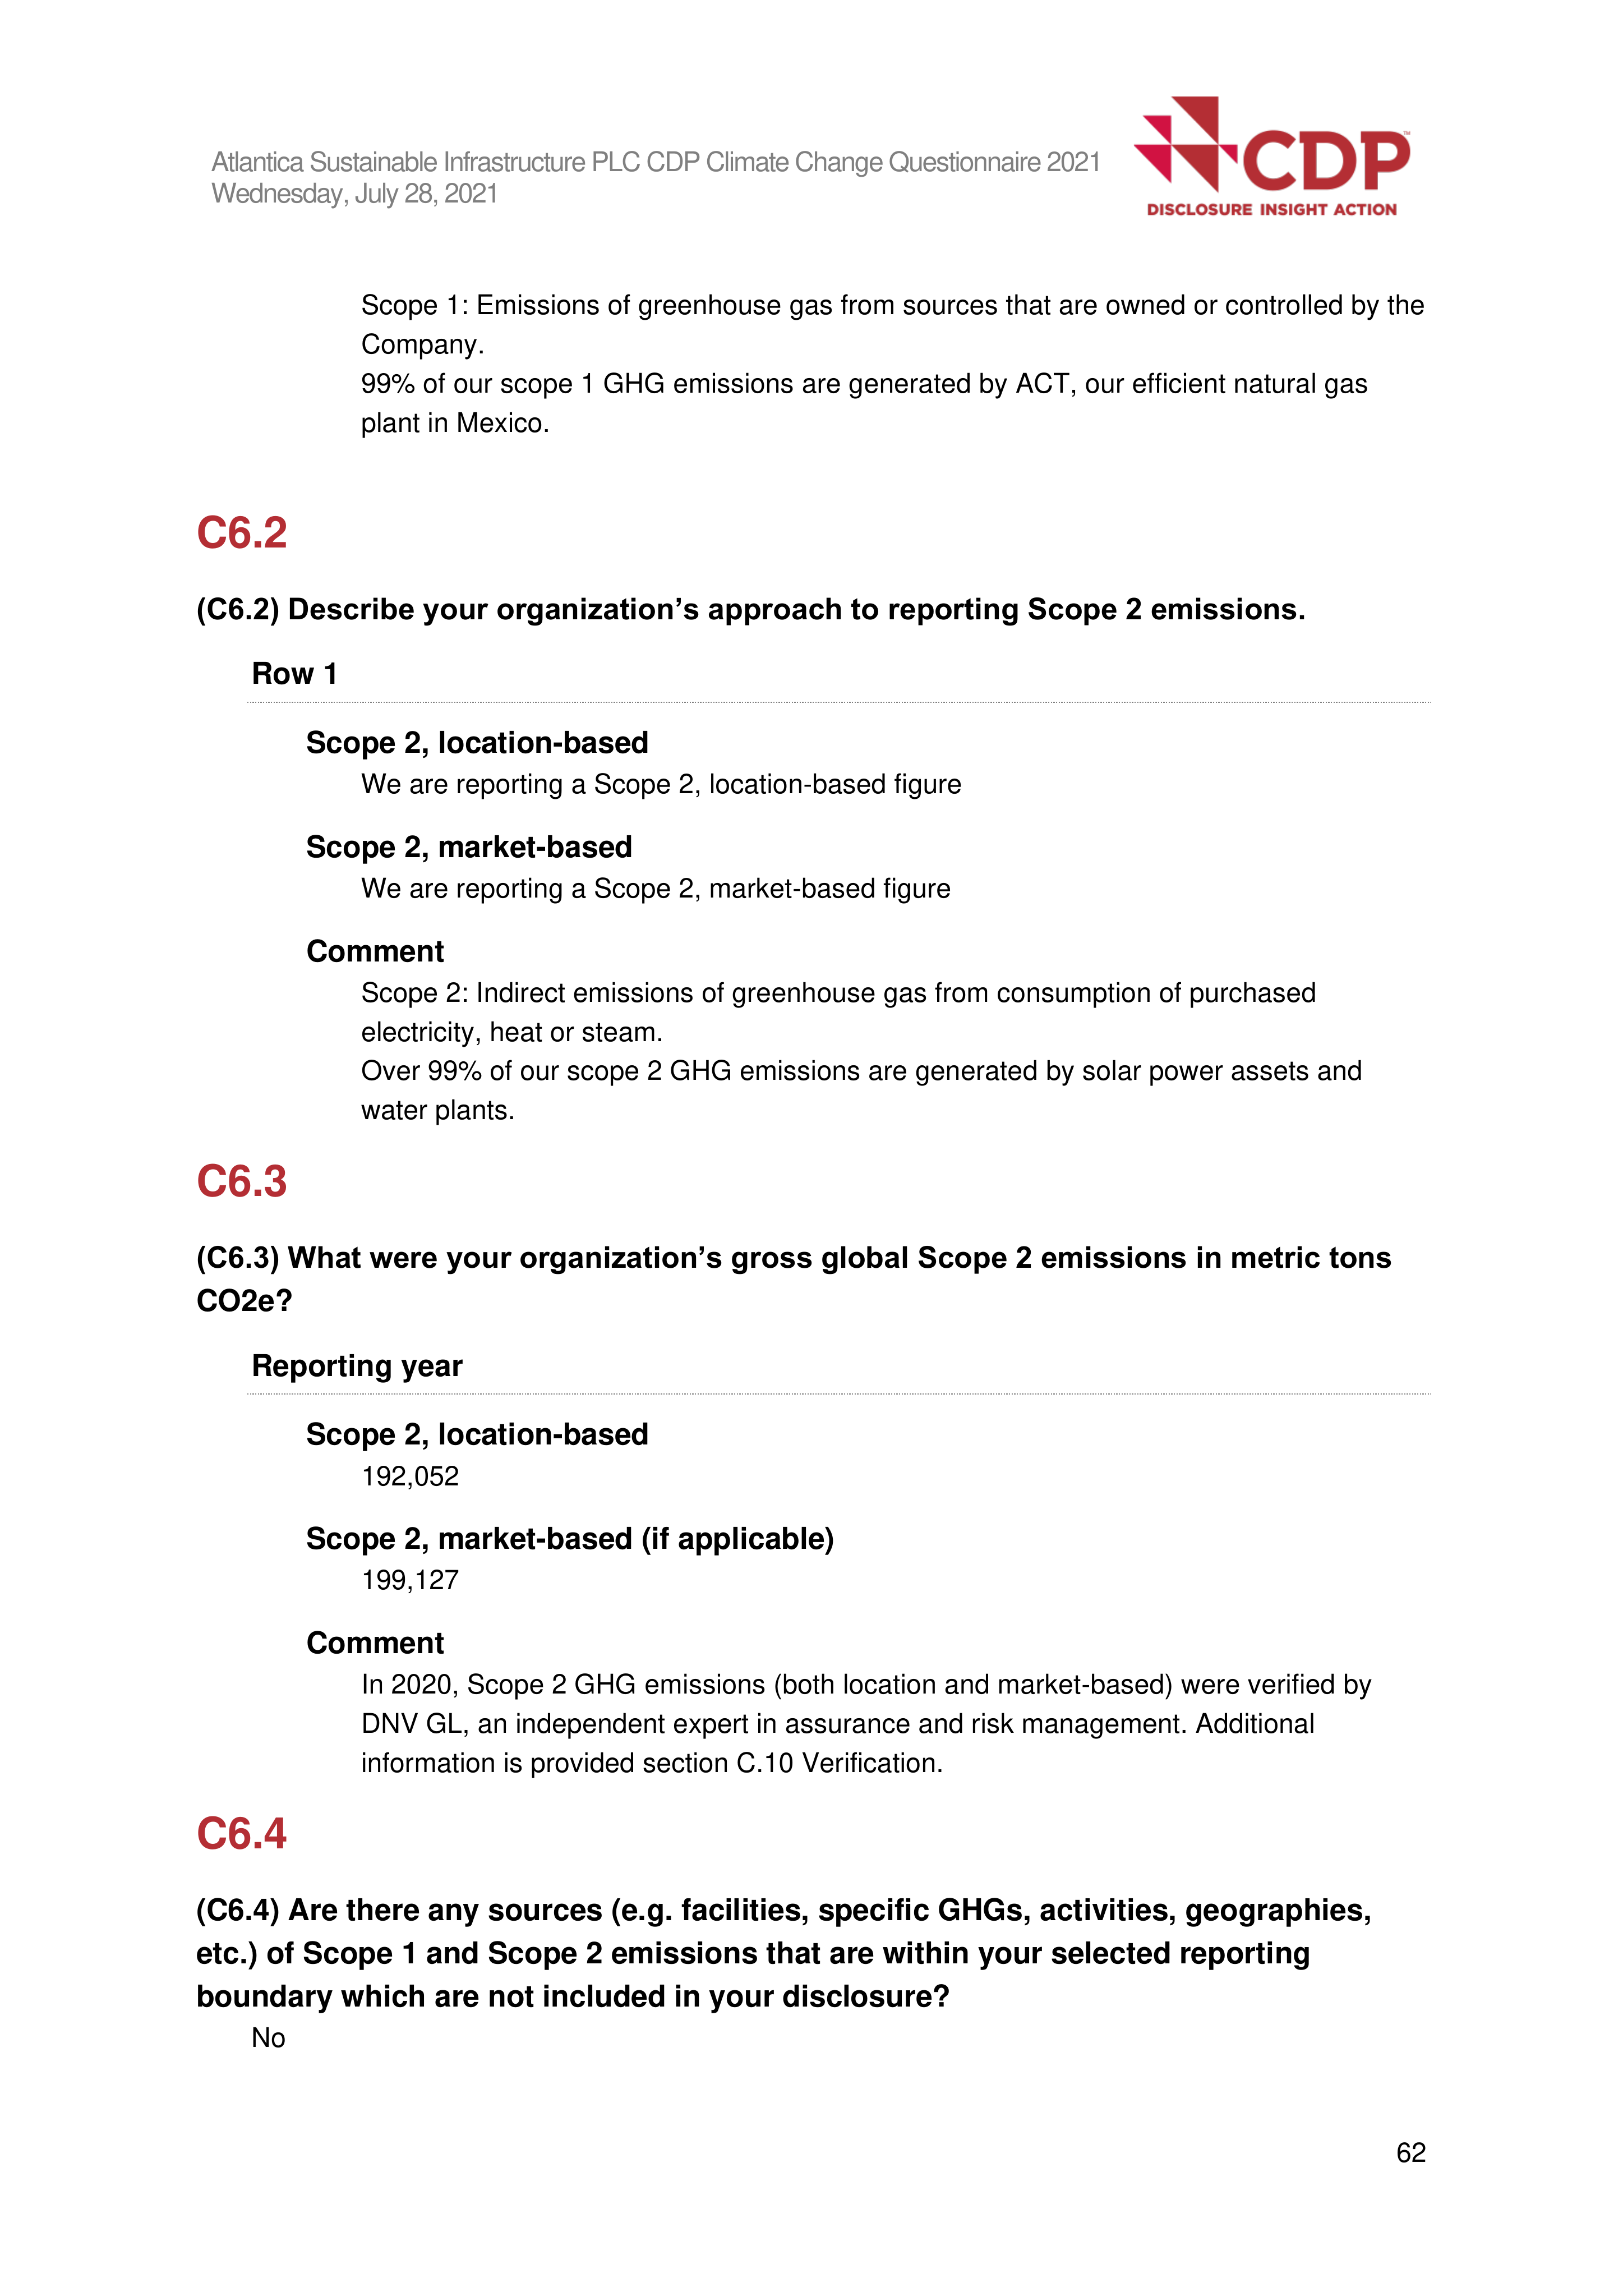 Atlantica Sustainable Infrastructure PLC CDP Climate Change Questionnaire 2021
Wednesday, July 28, 2021
CDP™
DISCLOSURE INSIGHT ACTION
Scope 1: Emissions of greenhouse gas from sources that are owned or controlled by the
Company.
99% of our scope 1 GHG emissions are generated by ACT, our efficient natural gas
plant in Mexico.
C6.2
(C6.2) Describe your organization’s approach to reporting Scope 2 emissions.
Row 1
Scope 2, location-based
We are reporting a Scope 2, location-based figure
Scope 2, market-based
We are reporting a Scope 2, market-based figure
Comment
Scope 2: Indirect emissions of greenhouse gas from consumption of purchased
electricity, heat or steam.
Over 99% of our scope 2 GHG emissions are generated by solar power assets and
water plants.
C6.3
(C6.3) What were your organization’s gross global Scope 2 emissions in metric tons
CO2e?
Reporting year
Scope 2, location-based
192,052
Scope 2, market-based (if applicable)
199,127
Comment
In 2020, Scope 2 GHG emissions (both location and market-based) were verified by
DNV GL, an independent expert in assurance and risk management. Additional
information is provided section C.10 Verification.
C6.4
(C6.4) Are there any sources (e.g. facilities, specific GHGs, activities, geographies,
etc.) of Scope 1 and Scope 2 emissions that are within your selected reporting
boundary which are not included in your disclosure?
No
62